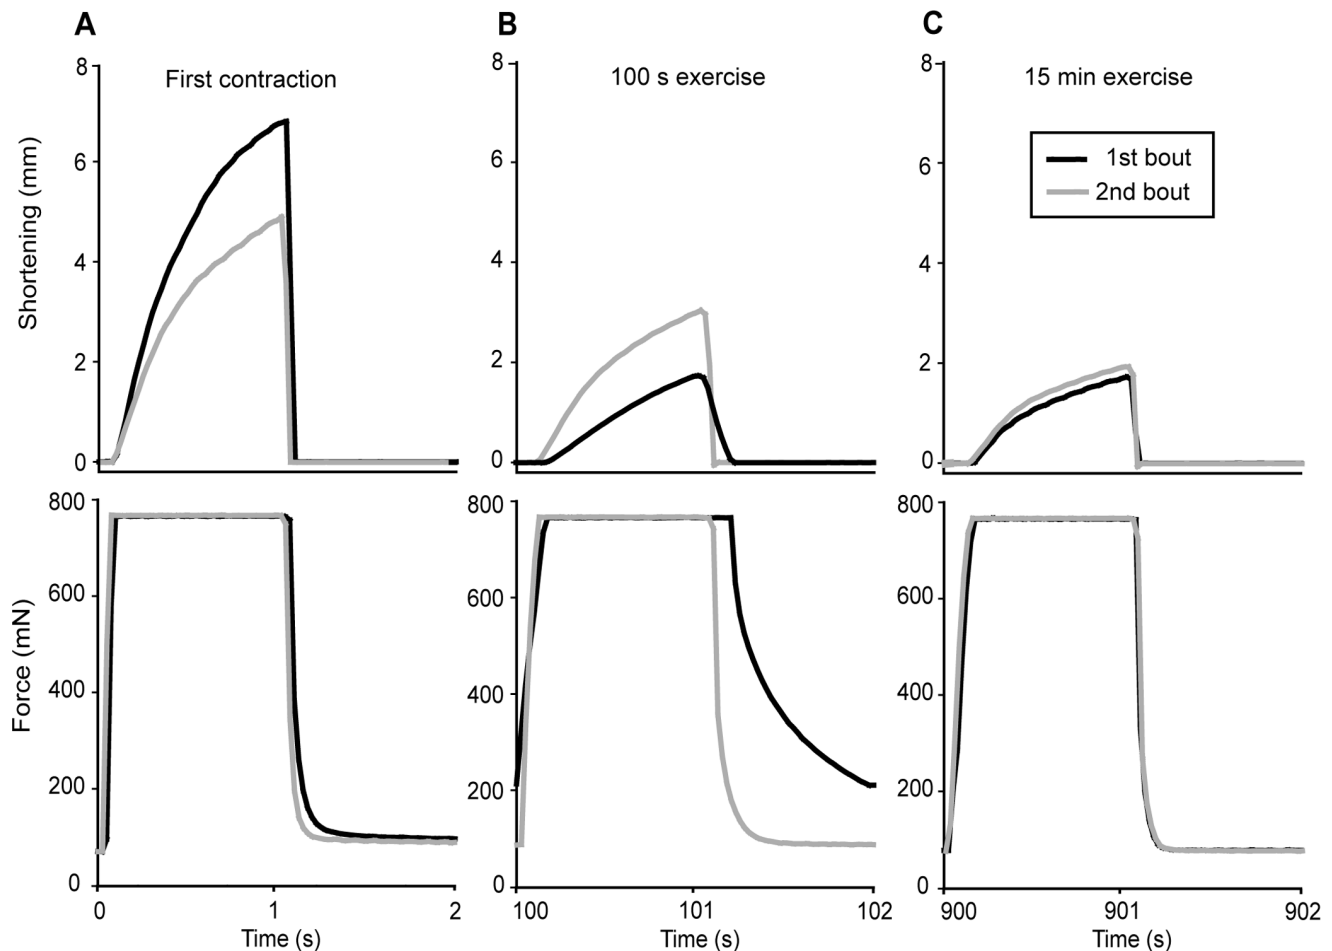 A
B
C
First contraction
100 s exercise
15 min exercise
Shortening (mm)
8
6
4
2
0
8
6
4
2
0
8
6
4
2
0
1st bout
2nd bout
Force (mN)
800
600
400
200
0
800
600
400
200
0
800
600
400
200
0
0 1 2
100 101 102
900 901 902
Time (s)
Time (s)
Time (s)